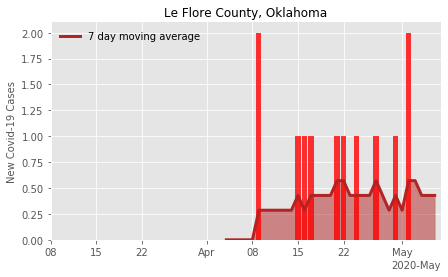 Le Flore County, Oklahoma
7 day moving average
New Covid-19 Cases
2.00
1.75
1.50
1.25
1.00
0.75
0.50
0.25
0.00
08 15 22 Apr 08 15 22 May
2020-May